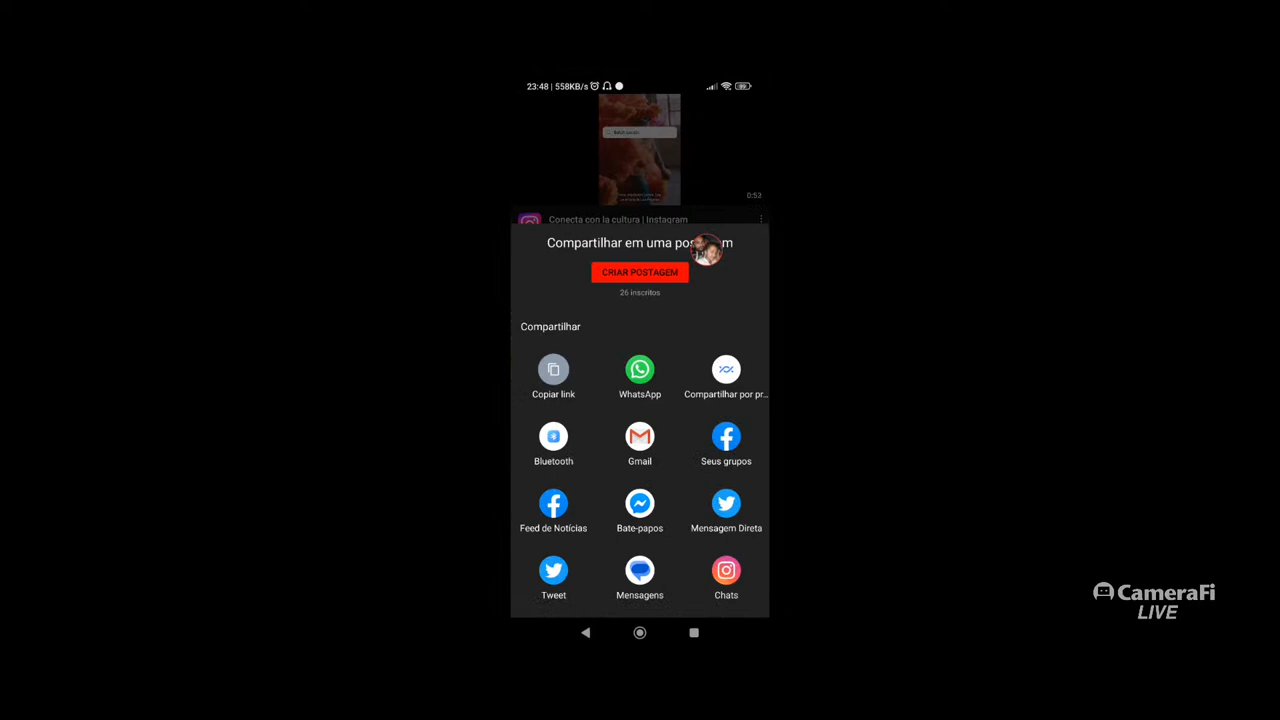 23:48 | 558KB/s
0:53
Conecta con la cultura | Instagram
Compartilhar em uma pos
m
CRIAR POSTAGEM
26 inscritos
Compartilhar
Copiar link
WhatsApp
Compartilhar por pr...
Bluetooth
Gmail
Seus grupos
Feed de Notícias
Bate-papos
Mensagem Direta
Tweet
Mensagens
Chats
CameraFi
LIVE